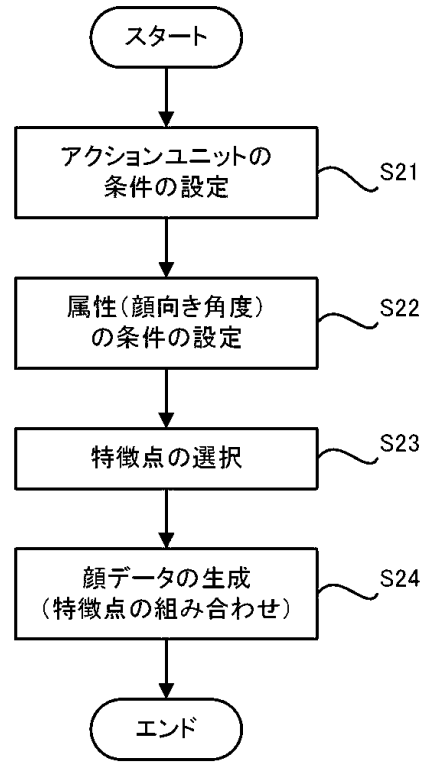 スタート
アクションユニットの
条件の設定
S21
属性(顔向き角度)
の条件の設定
S22
特徴点の選択
S23
顔データの生成
(特徴点の組み合わせ)
S24
エンド